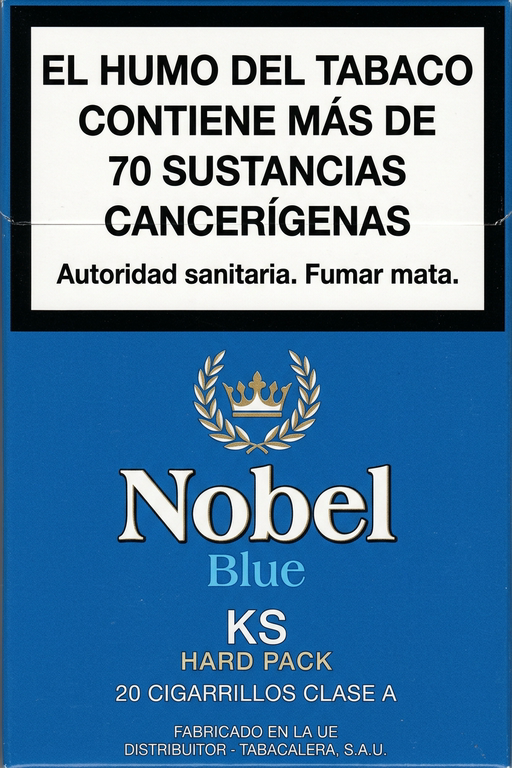 EL HUMO DEL TABACO
CONTIENE MÁS DE
70 SUSTANCIAS
CANCERÍGENAS
Autoridad sanitaria. Fumar mata.
Nobel
Blue
KS
HARD PACK
20 CIGARRILLOS CLASE A
FABRICADO EN LA UE
DISTRIBUITOR - TABACALERA, S.A.U.